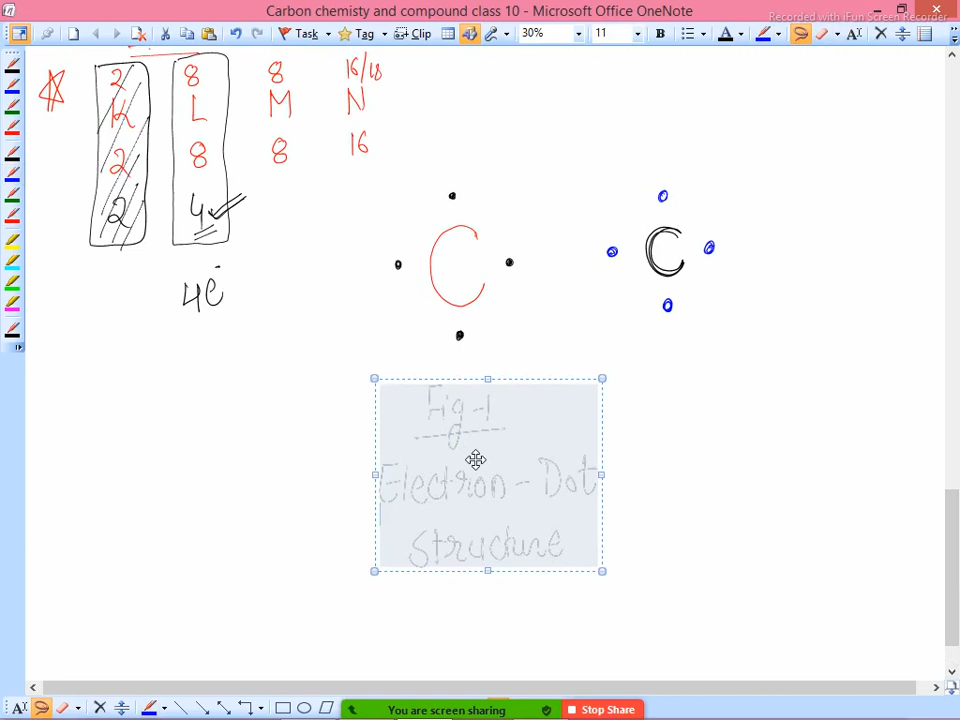 Carbon chemisty and compound class 10 - Microsoft Office OneNote
Recorded with iFun Screen Recorder
Task
Tag
Clip
30%
11
B
A
2 8 8 16/18
K L M N
2 8 8 16
2 4
4e-
C
C
Fig-1
Electron - Dot
structure
You are screen sharing
Stop Share